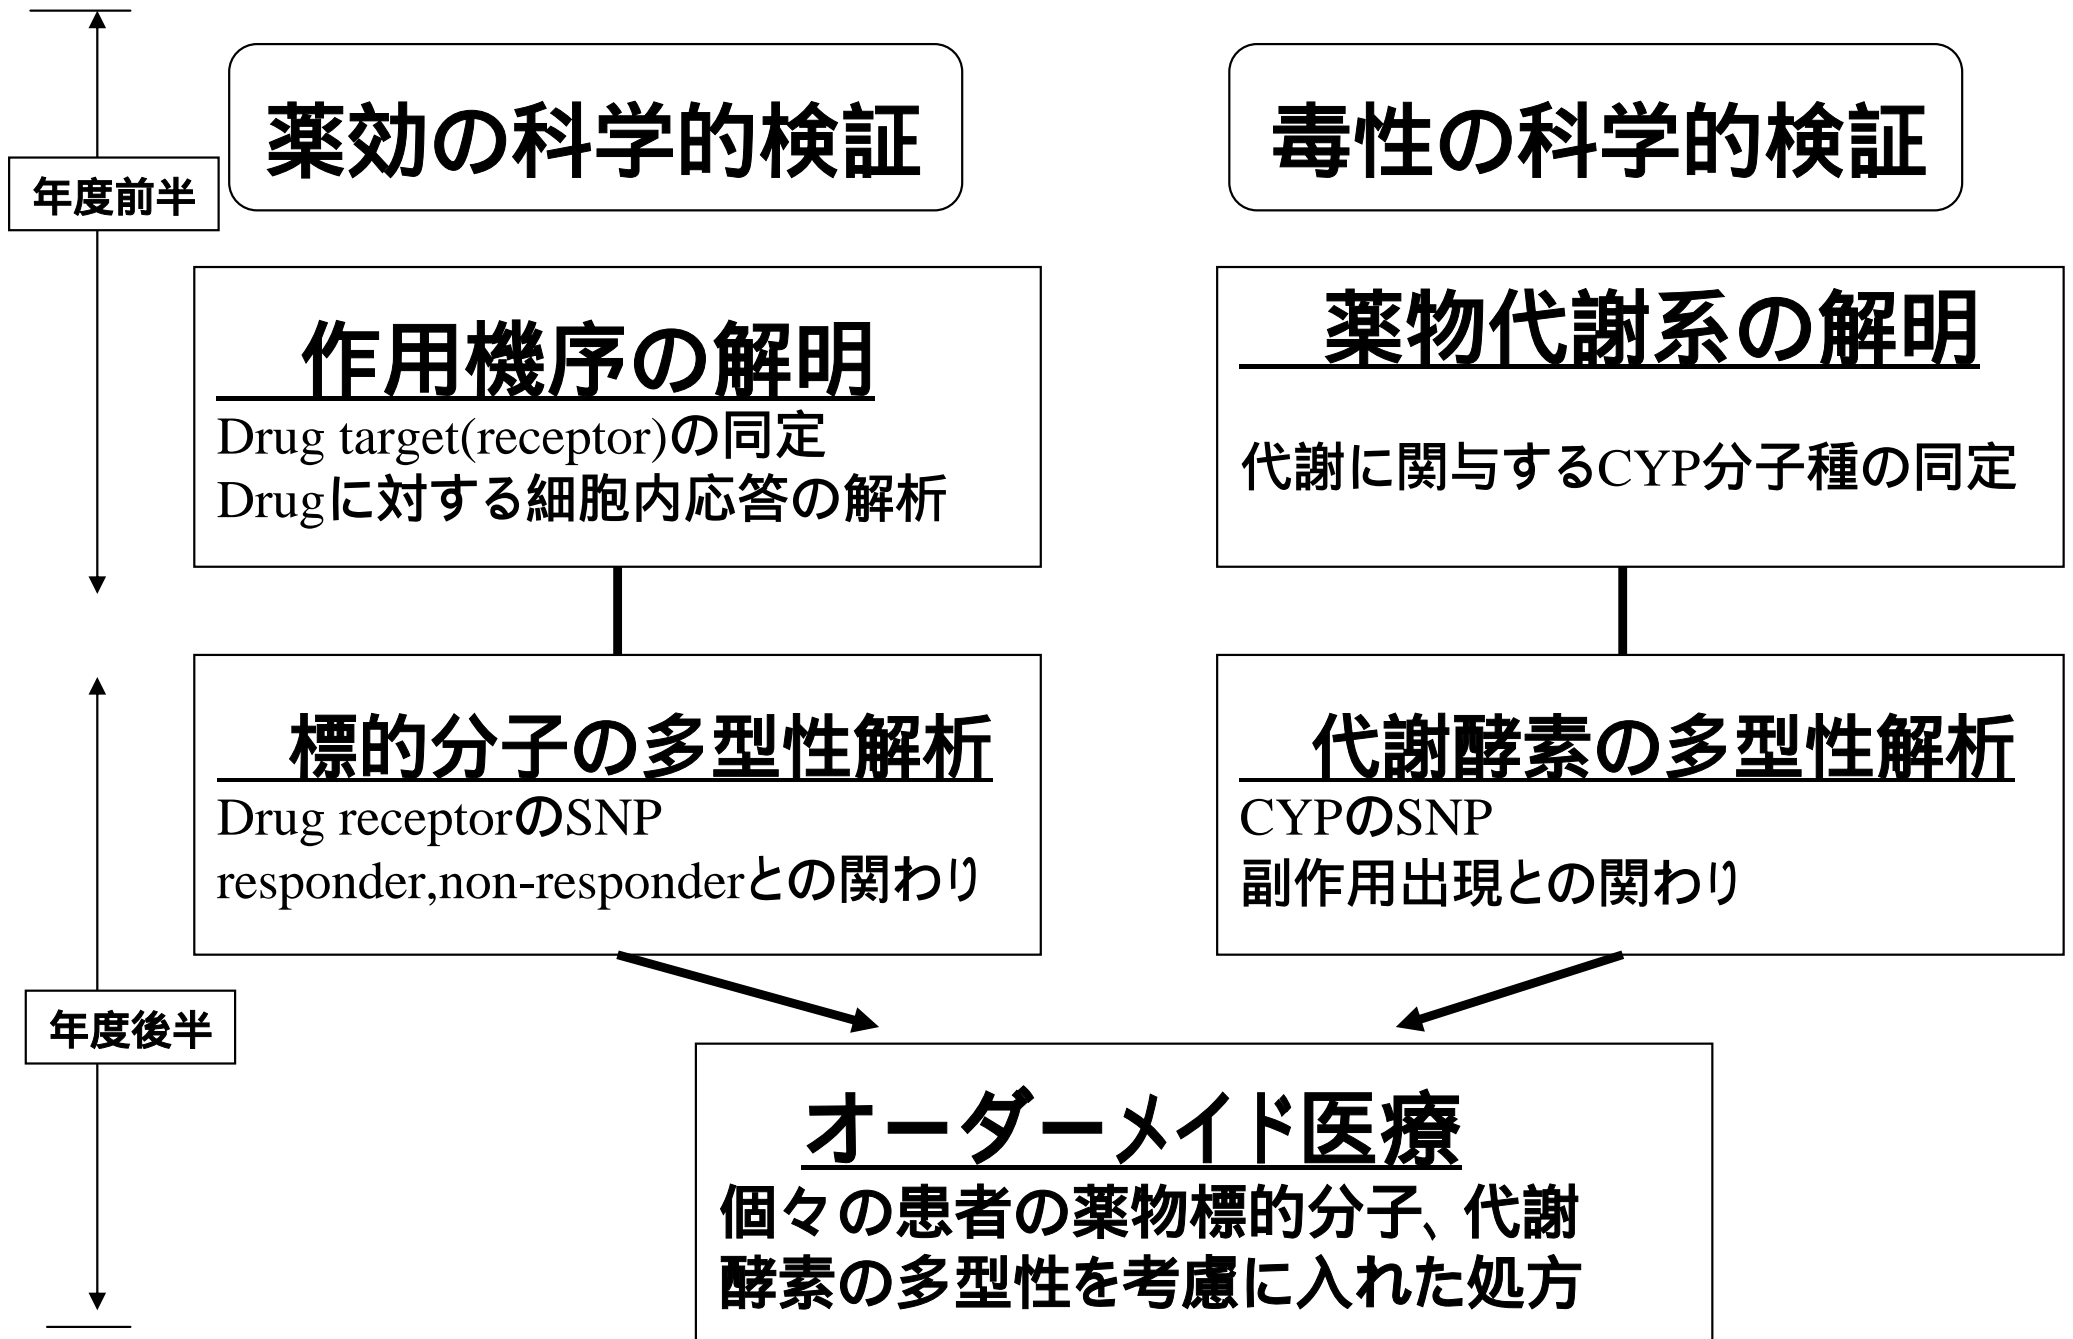 薬効の科学的検証
毒性の科学的検証
年度前半
作用機序の解明
Drug target(receptor)の同定
Drugに対する細胞内応答の解析
薬物代謝系の解明
代謝に関与するCYP分子種の同定
標的分子の多型性解析
Drug receptorのSNP
responder,non-responderとの関わり
代謝酵素の多型性解析
CYPのSNP
副作用出現との関わり
年度後半
オーダーメイド医療
個々の患者の薬物標的分子、代謝
酵素の多型性を考慮に入れた処方